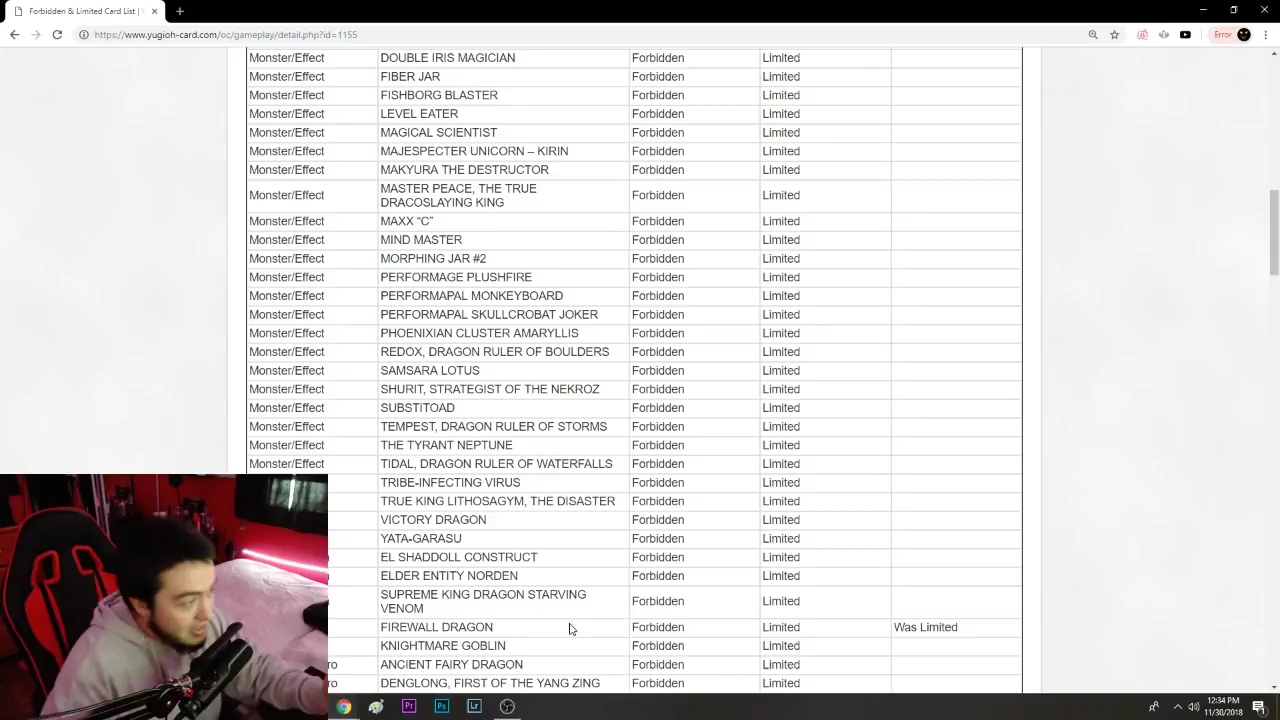 Forbidden & Limited Card List | Y
https://www.yugioh-card.com/oc/gameplay/detail.php?id=1155
Error
Monster/Effect DOUBLE IRIS MAGICIAN Forbidden Limited
Monster/Effect FIBER JAR Forbidden Limited
Monster/Effect FISHBORG BLASTER Forbidden Limited
Monster/Effect LEVEL EATER Forbidden Limited
Monster/Effect MAGICAL SCIENTIST Forbidden Limited
Monster/Effect MAJESPECTER UNICORN – KIRIN Forbidden Limited
Monster/Effect MAKYURA THE DESTRUCTOR Forbidden Limited
Monster/Effect MASTER PEACE, THE TRUE
DRACOSLAYING KING Forbidden Limited
Monster/Effect MAXX “C” Forbidden Limited
Monster/Effect MIND MASTER Forbidden Limited
Monster/Effect MORPHING JAR #2 Forbidden Limited
Monster/Effect PERFORMAGE PLUSHFIRE Forbidden Limited
Monster/Effect PERFORMAPAL MONKEYBOARD Forbidden Limited
Monster/Effect PERFORMAPAL SKULLCROBAT JOKER Forbidden Limited
Monster/Effect PHOENIXIAN CLUSTER AMARYLLIS Forbidden Limited
Monster/Effect REDOX, DRAGON RULER OF BOULDERS Forbidden Limited
Monster/Effect SAMSARA LOTUS Forbidden Limited
Monster/Effect SHURIT, STRATEGIST OF THE NEKROZ Forbidden Limited
Monster/Effect SUBSTITOAD Forbidden Limited
Monster/Effect TEMPEST, DRAGON RULER OF STORMS Forbidden Limited
Monster/Effect THE TYRANT NEPTUNE Forbidden Limited
Monster/Effect TIDAL, DRAGON RULER OF WATERFALLS Forbidden Limited
TRIBE-INFECTING VIRUS Forbidden Limited
TRUE KING LITHOSAGYM, THE DISASTER Forbidden Limited
VICTORY DRAGON Forbidden Limited
YATA-GARASU Forbidden Limited
EL SHADDOLL CONSTRUCT Forbidden Limited
ELDER ENTITY NORDEN Forbidden Limited
SUPREME KING DRAGON STARVING
VENOM Forbidden Limited
FIREWALL DRAGON Forbidden Limited Was Limited
KNIGHTMARE GOBLIN Forbidden Limited
ro ANCIENT FAIRY DRAGON Forbidden Limited
ro DENGLONG, FIRST OF THE YANG ZING Forbidden Limited
Pr Ps Lr
12:34 PM
11/30/2018